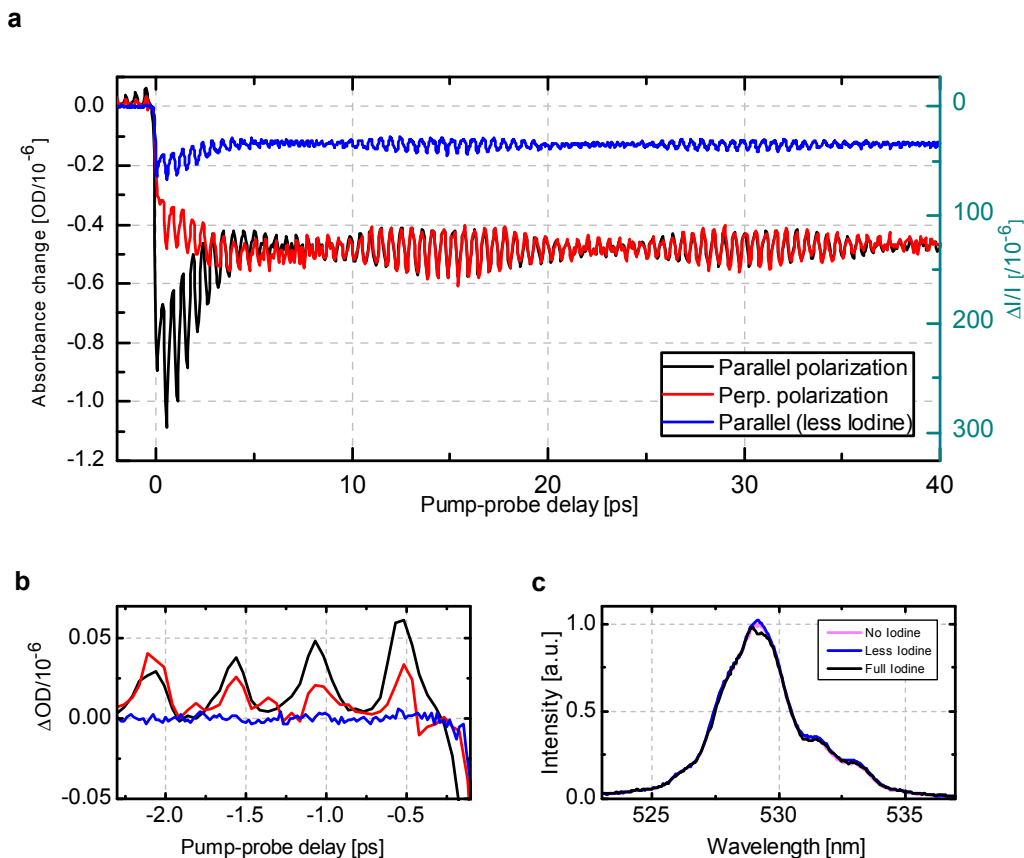 a
0.0
-0.2
-0.4
-0.6
-0.8
-1.0
-1.2
Absorbance change [OD/10⁻⁶]
0
100
200
300
ΔI/I [/10⁻⁶]
Parallel polarization
Perp. polarization
Parallel (less Iodine)
0 10 20 30 40
Pump-probe delay [ps]
b
0.05
0.00
-0.05
ΔOD/10⁻⁶
-2.0 -1.5 -1.0 -0.5
Pump-probe delay [ps]
c
1.0
0.5
0.0
Intensity [a.u.]
No Iodine
Less Iodine
Full Iodine
525 530 535
Wavelength [nm]